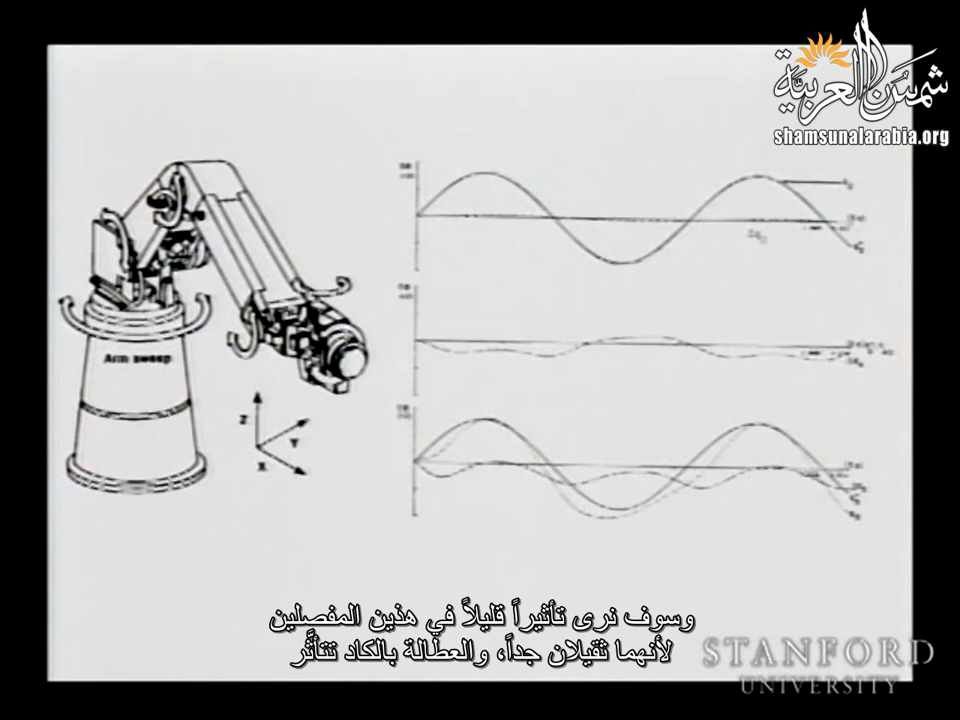 شمس العربية
shamsunalarabia.org
Arm sweep
Z
Y
X
وسوف نرى تأثيراً قليلاً في هذين المفصلين
لأنهما ثقيلان جداً، والعطالة بالكاد تتأثَّر
STANFORD
UNIVERSITY